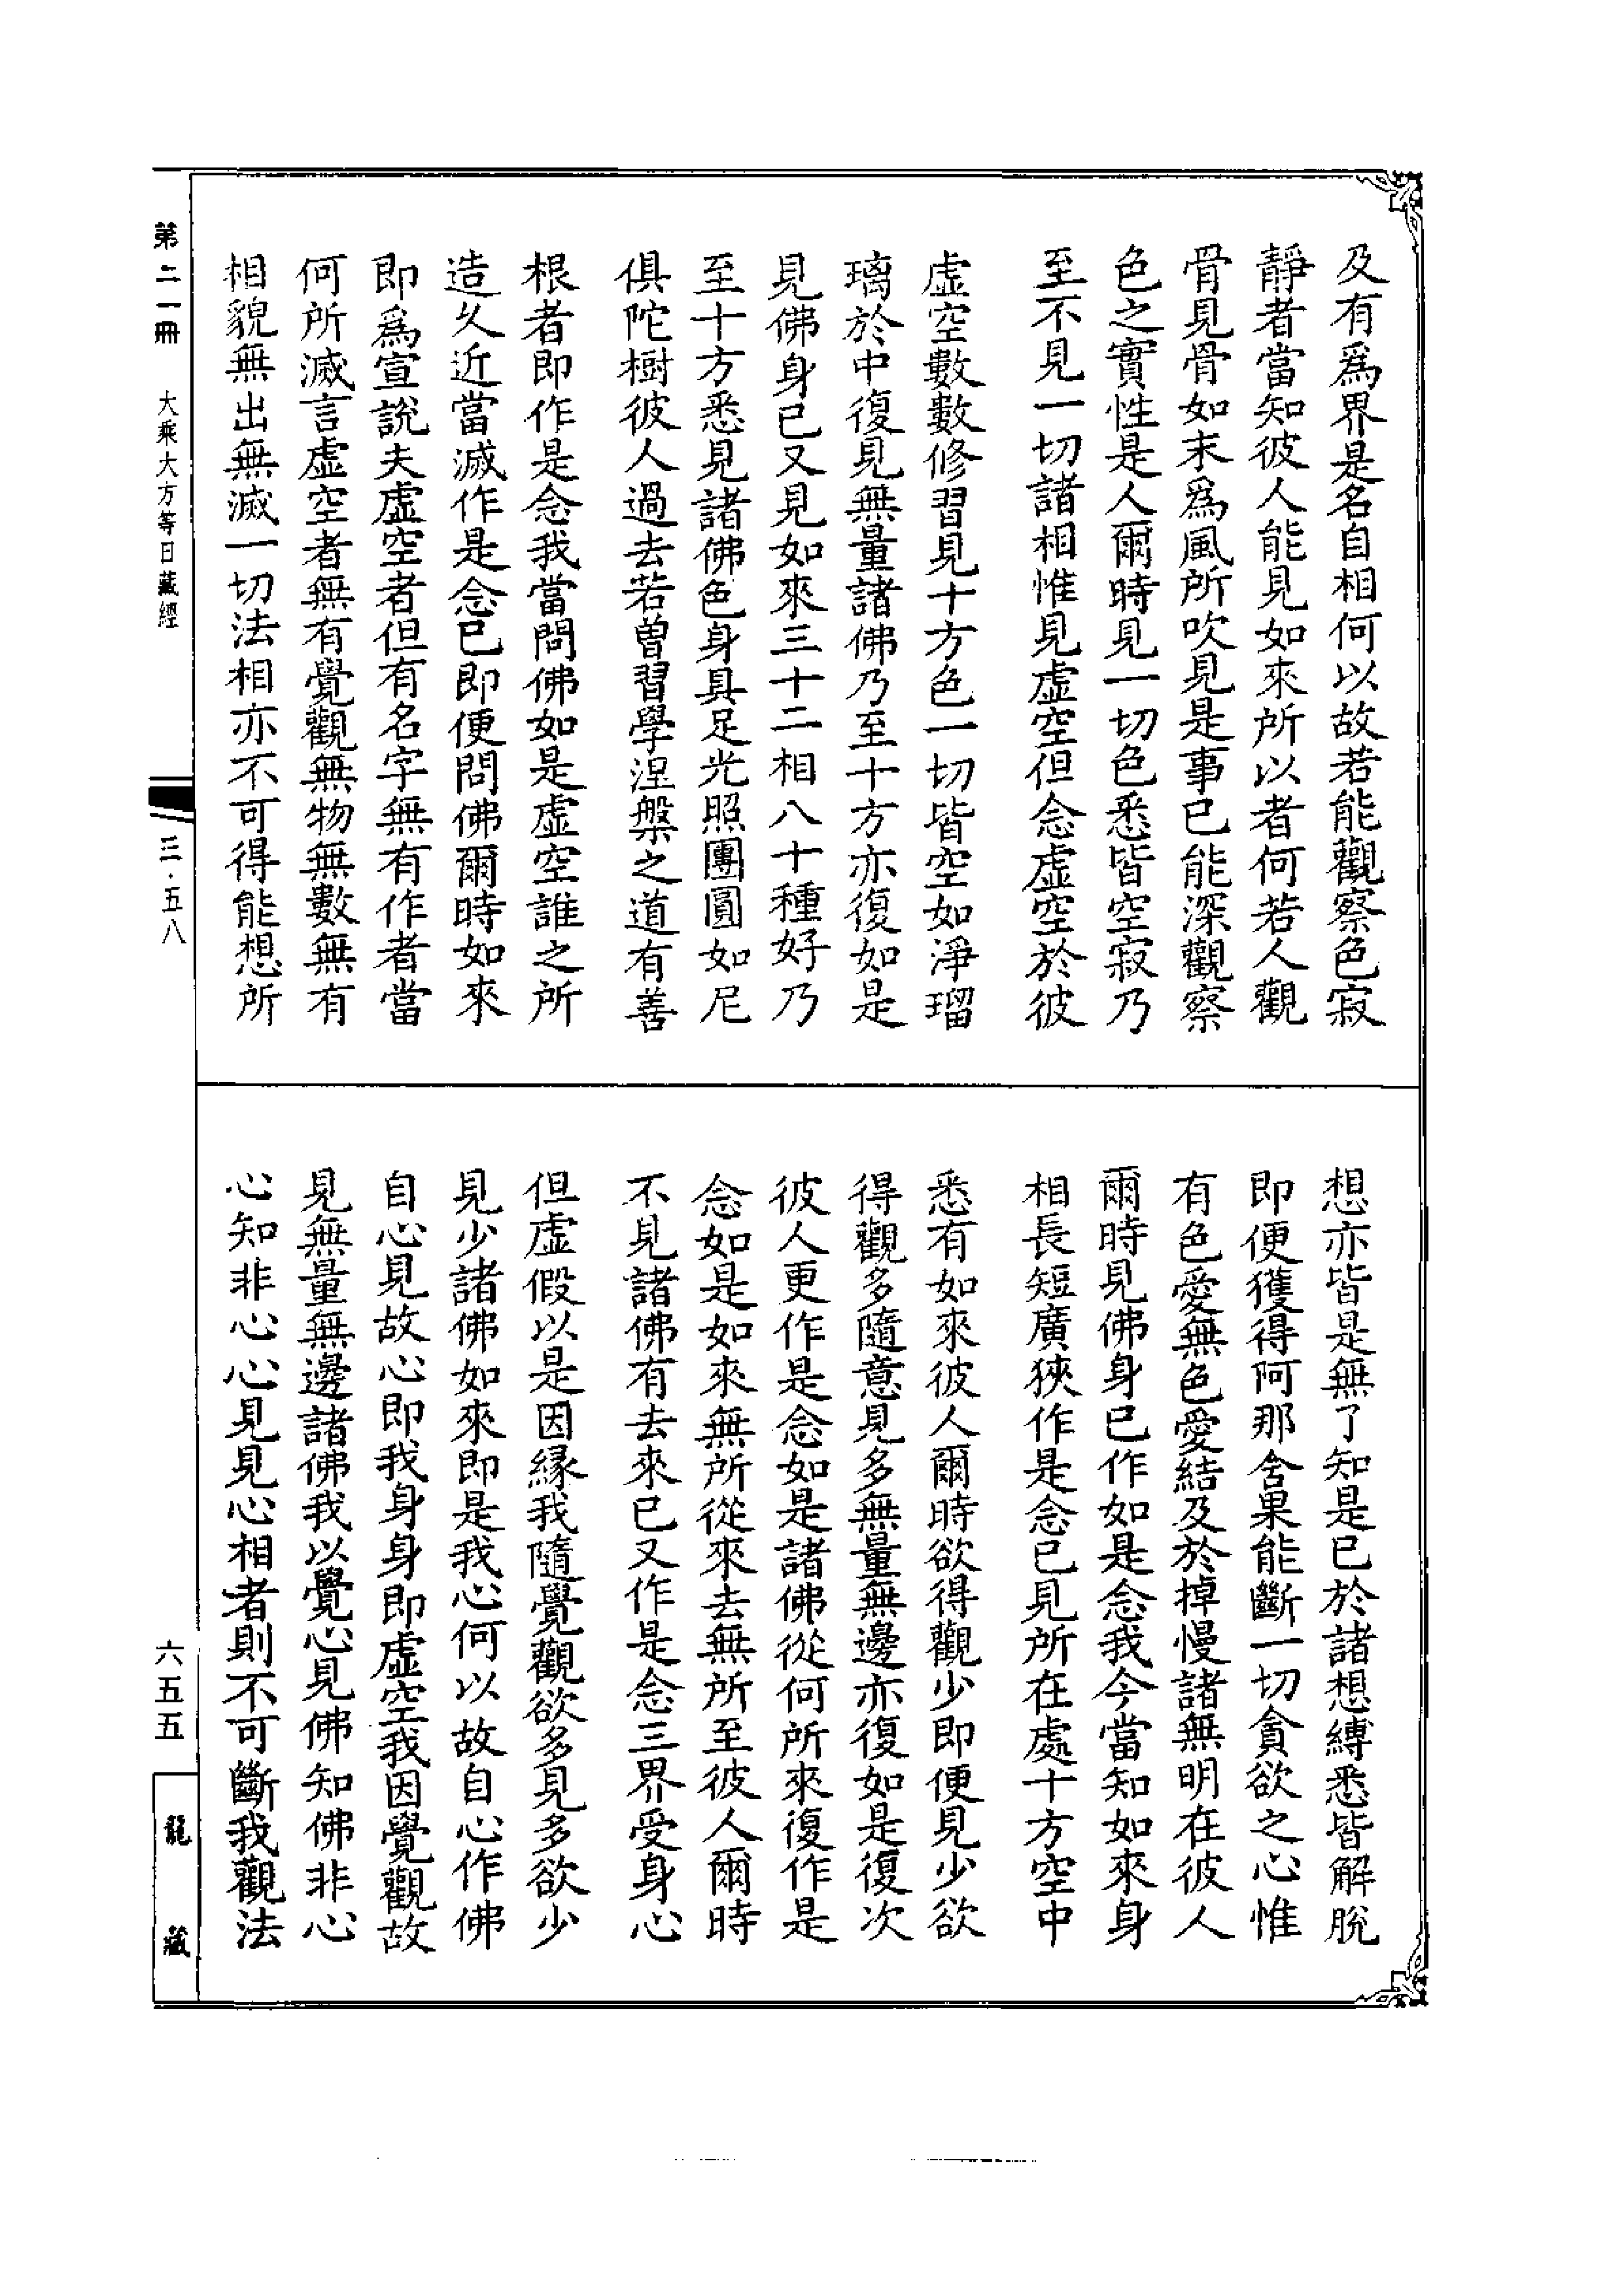 及有為界是名自相何以故若能觀察色寂
靜者當知彼人能見如來所以者何若人觀
骨見骨如末為風所吹見是事已能深觀察
色之實性是人爾時見一切色悉皆空寂乃
至不見一切諸相惟見虛空但念虛空於彼
虛空數數修習見十方色一切皆空如淨瑠
璃於中復見無量諸佛乃至十方亦復如是
見佛身已又見如來三十二相八十種好乃
至十方悉見諸佛色身具足光照團圓如尼
俱陀樹彼人過去若曾習學涅槃之道有善
根者即作是念我當問佛如是虛空誰之所
造久近當滅作是念已即便問佛爾時如來
即為宣說夫虛空者但有名字無有作者當
何所滅言虛空者無有覺觀無物無數無有
相貌無出無滅一切法相亦不可得能想所
想亦皆是無了知是已於諸想縛悉皆解脫
即便獲得阿那含果能斷一切貪欲之心惟
有色愛無色愛結及於掉慢諸無明在彼人
爾時見佛身已作如是念我今當知如來身
相長短廣狹作是念已見所在處十方空中
悉有如來彼人爾時欲得觀少即便見少欲
得觀多隨意見多無量無邊亦復如是復次
彼人更作是念如是諸佛從何所來復作是
念如是如來無所從來去無所至彼人爾時
不見諸佛有去來已又作是念三界受身心
但虛假以是因緣我隨覺觀欲多見多欲少
見少諸佛如來即是我心何以故自心作佛
自心見故心即我身身即虛空我因覺觀故
見無量無邊諸佛我以覺心見佛知佛非心
心知非心心見見心相者則不可斷我觀法
第二一冊 大乘大方等日藏經
三·五八
六五五
龍藏